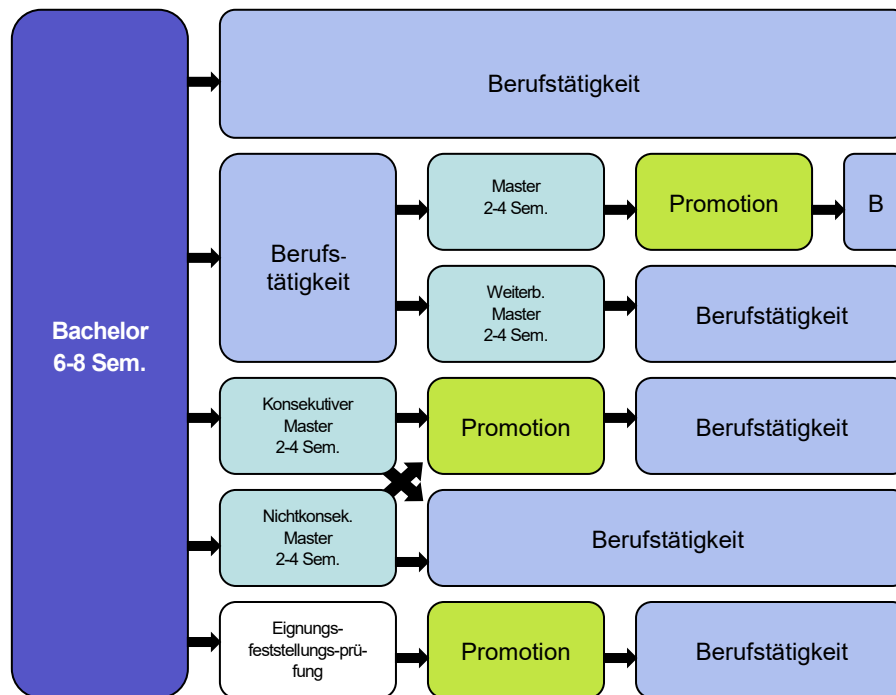 Berufstätigkeit
Master
2-4 Sem.
Promotion
B
Berufs-
tätigkeit
Weiterb.
Master
2-4 Sem.
Berufstätigkeit
Bachelor
6-8 Sem.
Konsekutiver
Master
2-4 Sem.
Promotion
Berufstätigkeit
Nichtkonsek.
Master
2-4 Sem.
Berufstätigkeit
Eignungs-
feststellungs-prü-
fung
Promotion
Berufstätigkeit